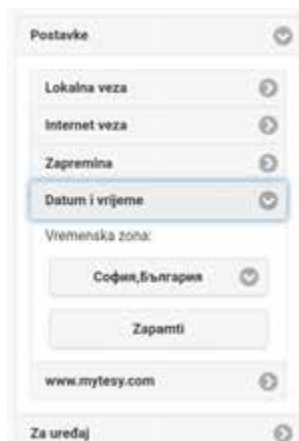 Postavke
Lokalna veza
Internet veza
Zapremina
Datum i vrijeme
Vremenska zona:
София,България
Zapamti
www.mytesy.com
Za uređaj